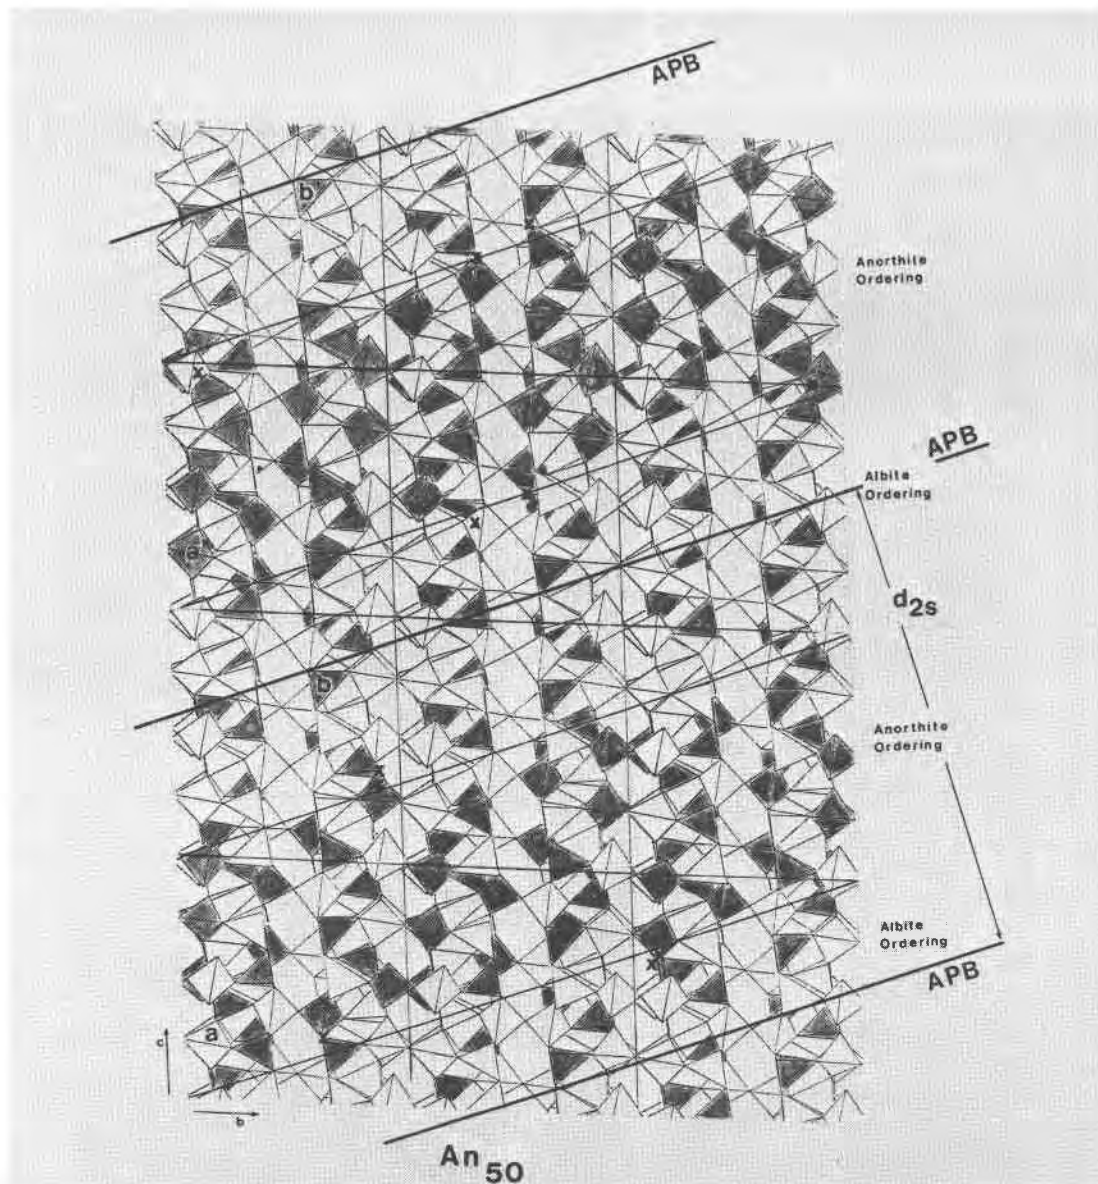 APB
b
x
Anorthite
Ordering
x
APB
Albite
Ordering
x
a
d2s
b
Anorthite
Ordering
Albite
Ordering
x
APB
a
c
b
An50